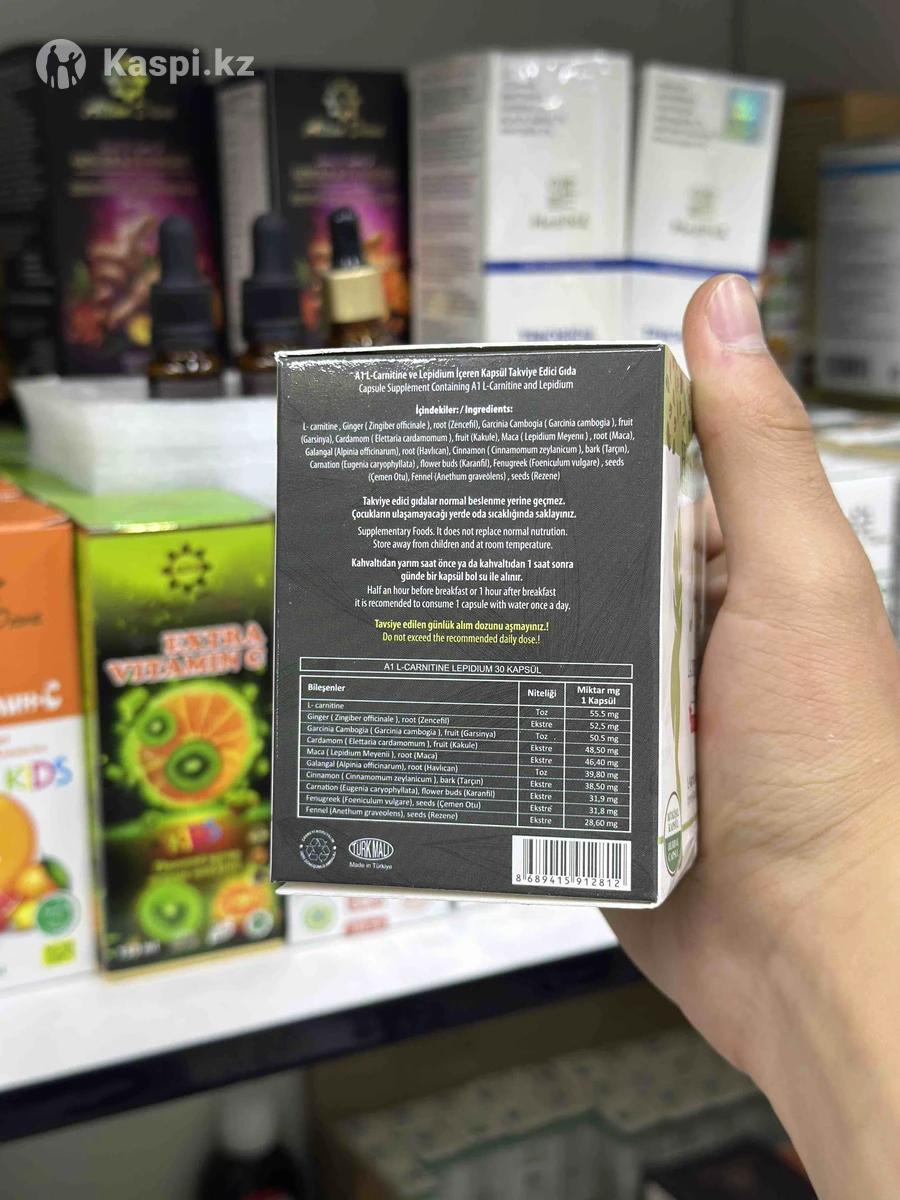 Kaspi.kz
A1 L-Carnitine ve Lepidium İçeren Kapsül Takviye Edici Gıda
Capsule Supplement Containing A1 L-Carnitine and Lepidium
İçindekiler: / Ingredients:
L- carnitine , Ginger ( Zingiber officinale ), root (Zencefil), Garcinia Cambogia ( Garcinia cambogia ), fruit
(Garsinya), Cardamom ( Elettaria cardamomum ), fruit (Kakule), Maca ( Lepidium Meyenii ) , root (Maca),
Galangal (Alpinia officinarum), root (Havlıcan), Cinnamon ( Cinnamomum zeylanicum ), bark (Tarçın),
Carnation (Eugenia caryophyllata) , flower buds (Karanfil), Fenugreek (Foeniculum vulgare) , seeds
(Çemen Otu), Fennel (Anethum graveolens) , seeds (Rezene)
Takviye edici gıdalar normal beslenme yerine geçmez.
Çocukların ulaşamayacağı yerde oda sıcaklığında saklayınız.
Supplementary Foods. It does not replace normal nutrution.
Store away from children and at room temperature.
Kahvaltıdan yarım saat önce ya da kahvaltıdan 1 saat sonra
günde bir kapsül bol su ile alınır.
Half an hour before breakfast or 1 hour after breakfast
it is recomended to consume 1 capsule with water once a day.
Tavsiye edilen günlük alım dozunu aşmayınız.!
Do not exceed the recommended daily dose.!
A1 L-CARNITINE LEPIDIUM 30 KAPSÜL
Bileşenler Niteliği Miktar mg
1 Kapsül
L- carnitine Toz 55.5 mg
Ginger ( Zingiber officinale ), root (Zencefil) Ekstre 52,5 mg
Garcinia Cambogia ( Garcinia cambogia ), fruit (Garsinya) Toz 50.5 mg
Cardamom ( Elettaria cardamomum ), fruit (Kakule) Ekstre 48,50 mg
Maca ( Lepidium Meyenii ), root (Maca) Ekstre 46,40 mg
Galangal (Alpinia officinarum), root (Havlıcan) Toz 39,80 mg
Cinnamon ( Cinnamomum zeylanicum ), bark (Tarçın) Ekstre 38,50 mg
Carnation (Eugenia caryophyllata), flower buds (Karanfil) Ekstre 31,9 mg
Fenugreek (Foeniculum vulgare), seeds (Çemen Otu) Ekstre 31,8 mg
Fennel (Anethum graveolens), seeds (Rezene) Ekstre 28,60 mg
TURK MALI
Made in Türkiye
8 689415 912812
EXTRA
VITAMIN C
KIDS
KIDS